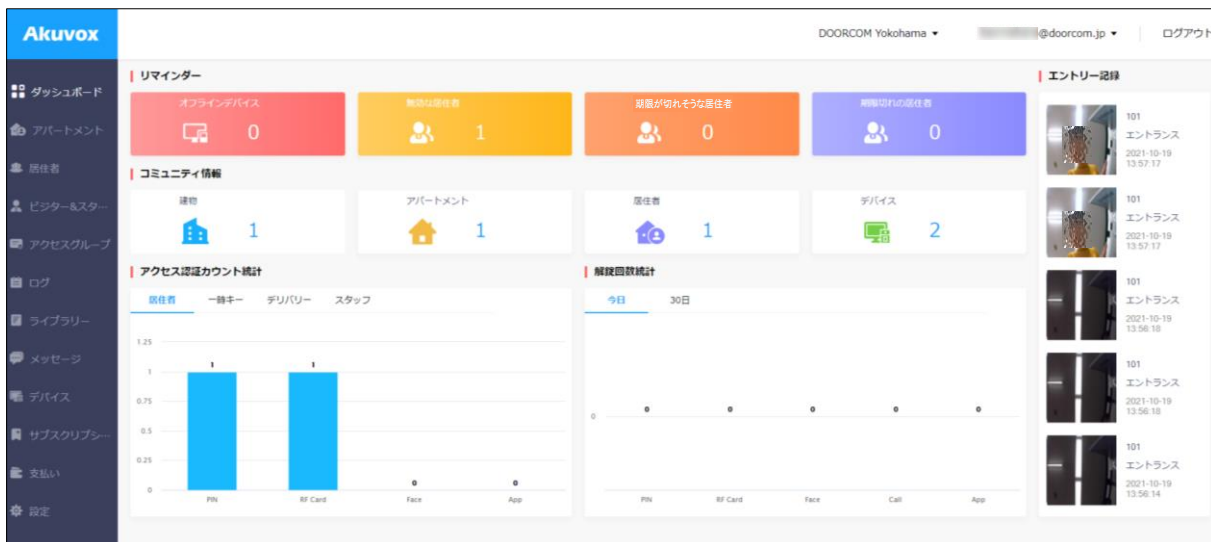 Akuvox
DOORCOM Yokohama
@doorcom.jp
ログアウト
ダッシュボード
アパートメント
居住者
ビジター&スタ…
アクセスグループ
ログ
ライブラリー
メッセージ
デバイス
サブスクリプシ…
支払い
設定
リマインダー
オフラインデバイス
0
無効な居住者
1
期限が切れそうな居住者
0
期限切れの居住者
0
コミュニティ情報
建物
1
アパートメント
1
居住者
1
デバイス
2
アクセス認証カウント統計
居住者 一時キー デリバリー スタッフ
1.25
1
0.75
0.5
0.25
0
1 1 0 0
PIN RF Card Face App
解錠回数統計
今日 30日
0
0 0 0 0 0
PIN RF Card Face Call App
エントリー記録
101
エントランス
2021-10-19
13:57:17
101
エントランス
2021-10-19
13:57:17
101
エントランス
2021-10-19
13:56:18
101
エントランス
2021-10-19
13:56:18
101
エントランス
2021-10-19
13:56:14